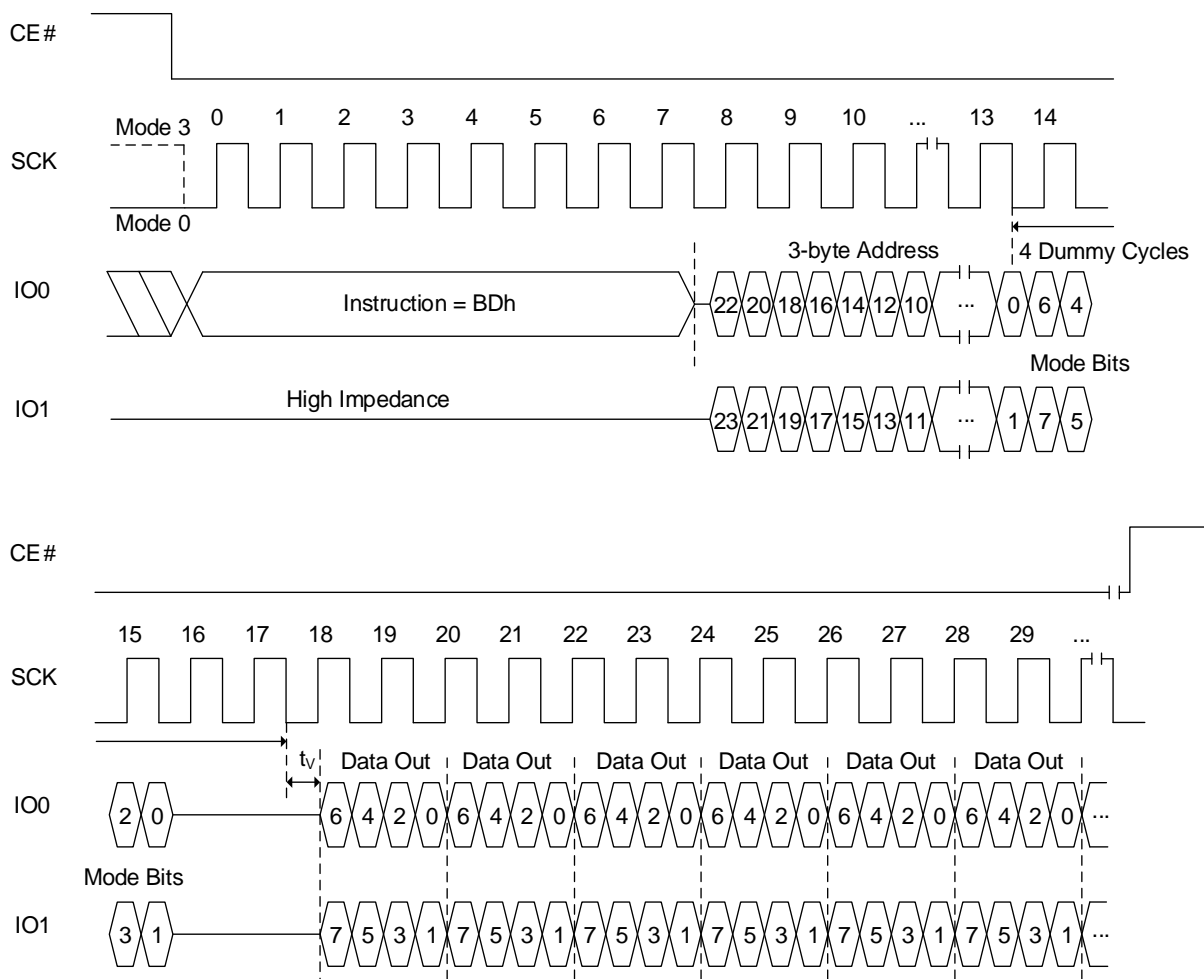 CE#
Mode 3
0 1 2 3 4 5 6 7 8 9 10 ... 13 14
SCK
Mode 0
3-byte Address
4 Dummy Cycles
IO0
Instruction = BDh
22 20 18 16 14 12 10 ... 0 6 4
Mode Bits
IO1
High Impedance
23 21 19 17 15 13 11 ... 1 7 5
CE#
15 16 17 18 19 20 21 22 23 24 25 26 27 28 29 ...
SCK
tV
Data Out Data Out Data Out Data Out Data Out Data Out
IO0
2 0 6 4 2 0 6 4 2 0 6 4 2 0 6 4 2 0 6 4 2 0 6 4 2 0 ...
Mode Bits
IO1
3 1 7 5 3 1 7 5 3 1 7 5 3 1 7 5 3 1 7 5 3 1 7 5 3 1 ...